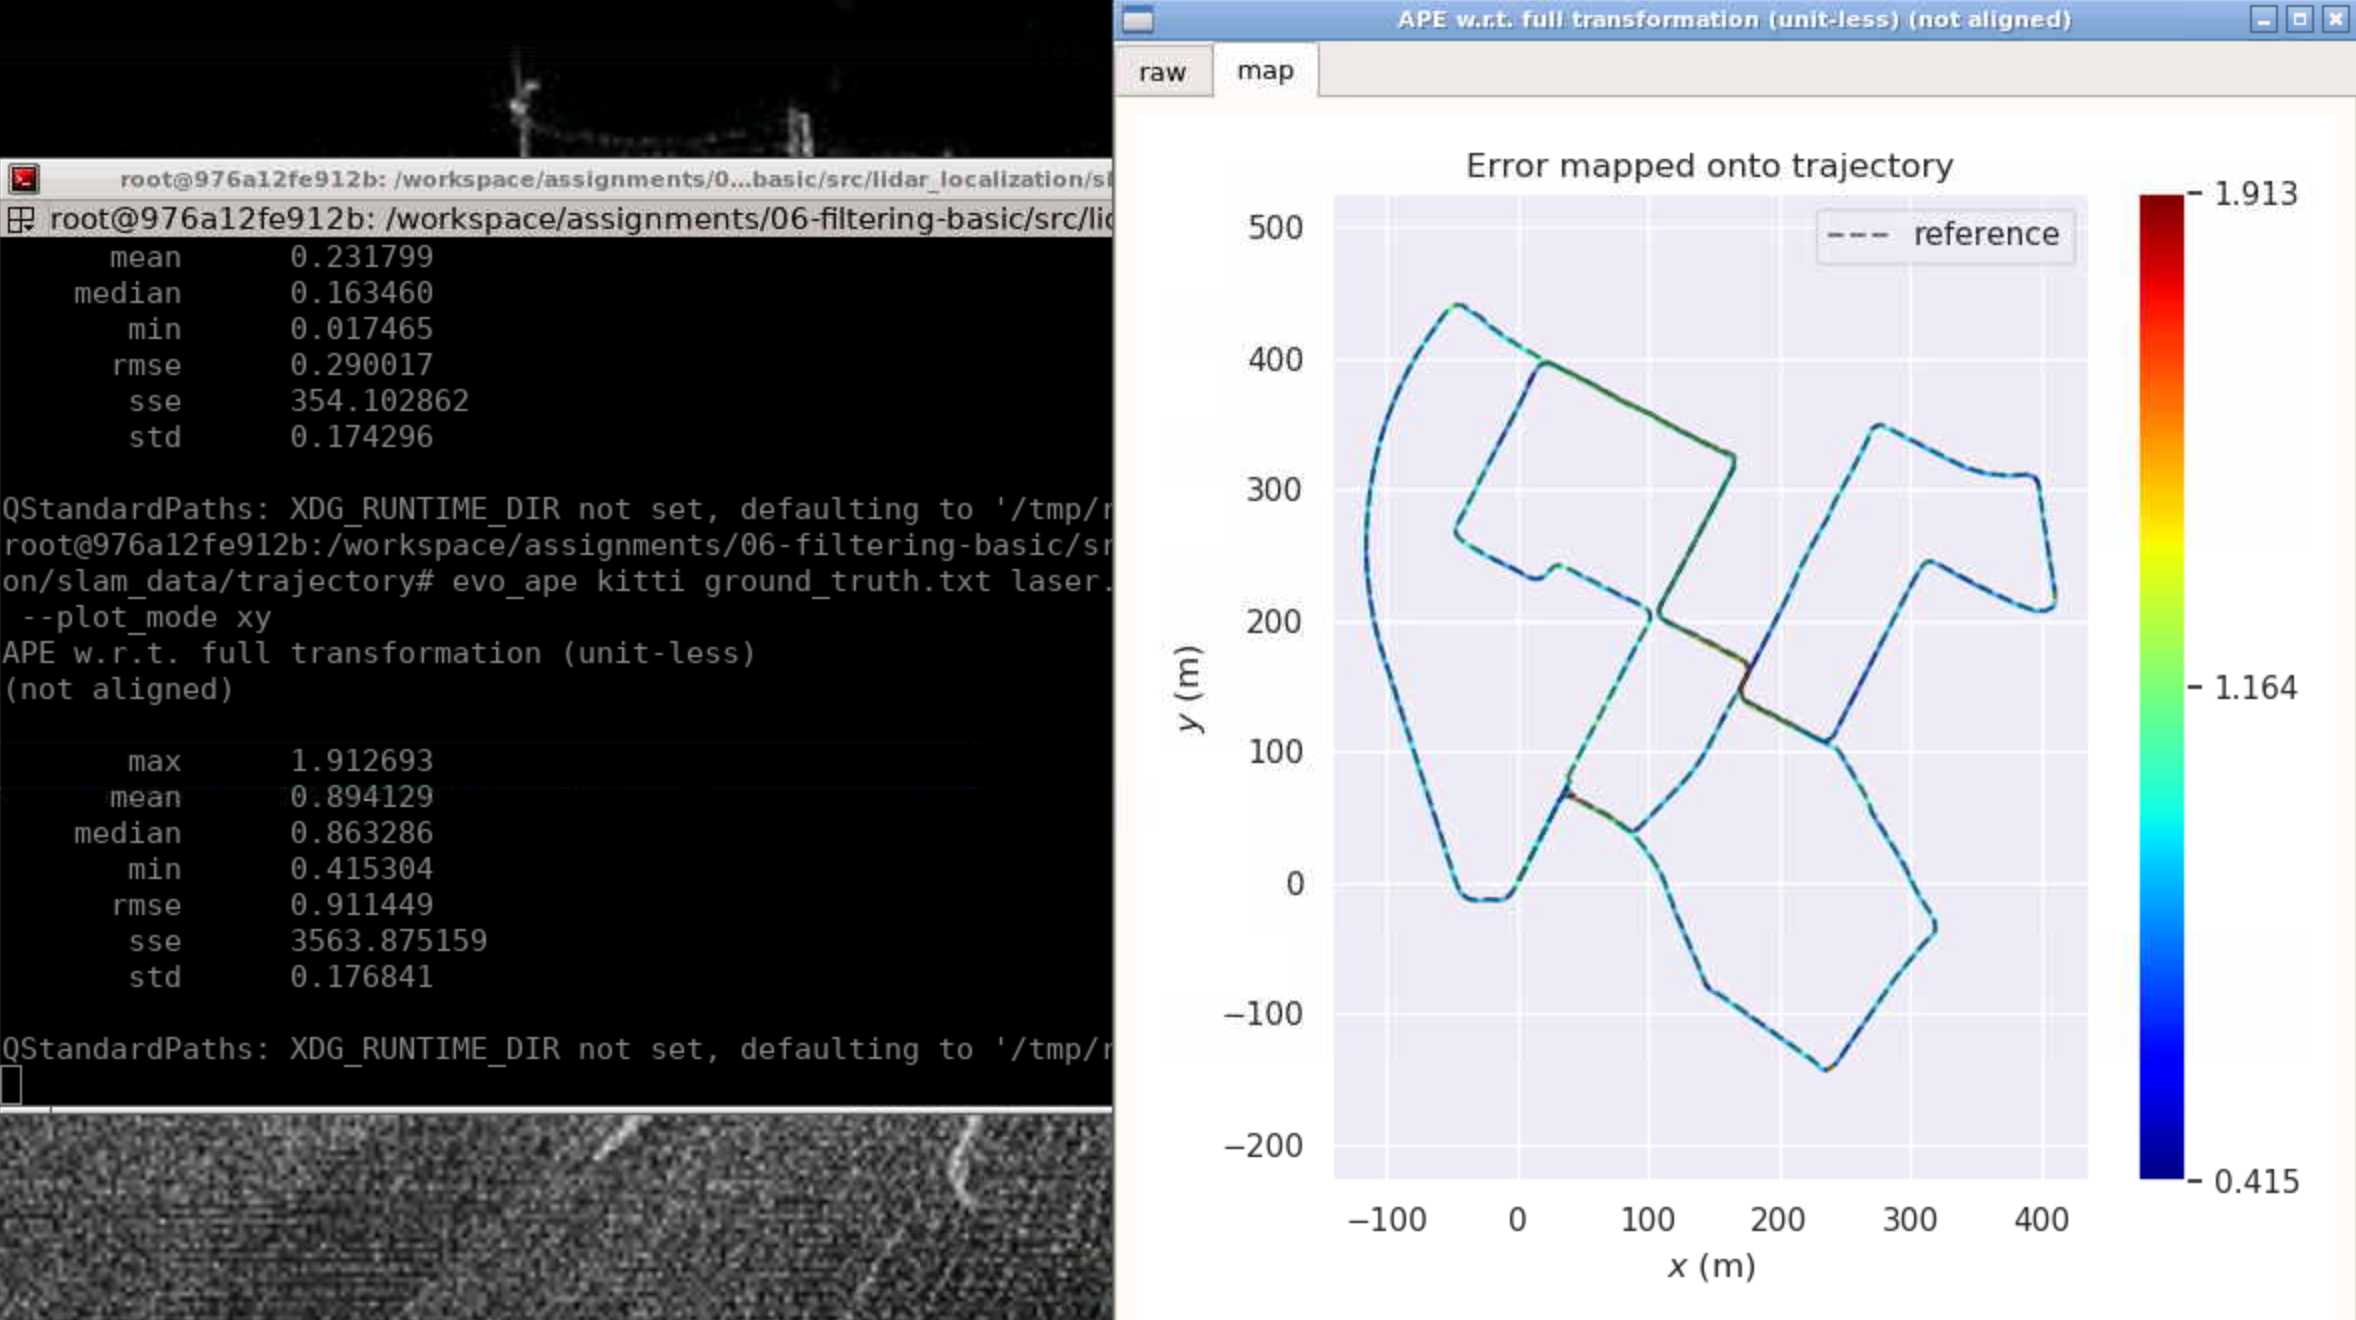 root@976a12fe912b: /workspace/assignments/0...basic/src/lidar_localization/sl
root@976a12fe912b: /workspace/assignments/06-filtering-basic/src/lid
mean 0.231799
median 0.163460
min 0.017465
rmse 0.290017
sse 354.102862
std 0.174296
QStandardPaths: XDG_RUNTIME_DIR not set, defaulting to '/tmp/r
root@976a12fe912b:/workspace/assignments/06-filtering-basic/sr
on/slam_data/trajectory# evo_ape kitti ground_truth.txt laser.
--plot_mode xy
APE w.r.t. full transformation (unit-less)
(not aligned)
max 1.912693
mean 0.894129
median 0.863286
min 0.415304
rmse 0.911449
sse 3563.875159
std 0.176841
QStandardPaths: XDG_RUNTIME_DIR not set, defaulting to '/tmp/r
APE w.r.t. full transformation (unit-less) (not aligned)
raw map
Error mapped onto trajectory
reference
500
400
300
200
100
0
−100
−200
y (m)
−100 0 100 200 300 400
x (m)
1.913
1.164
0.415